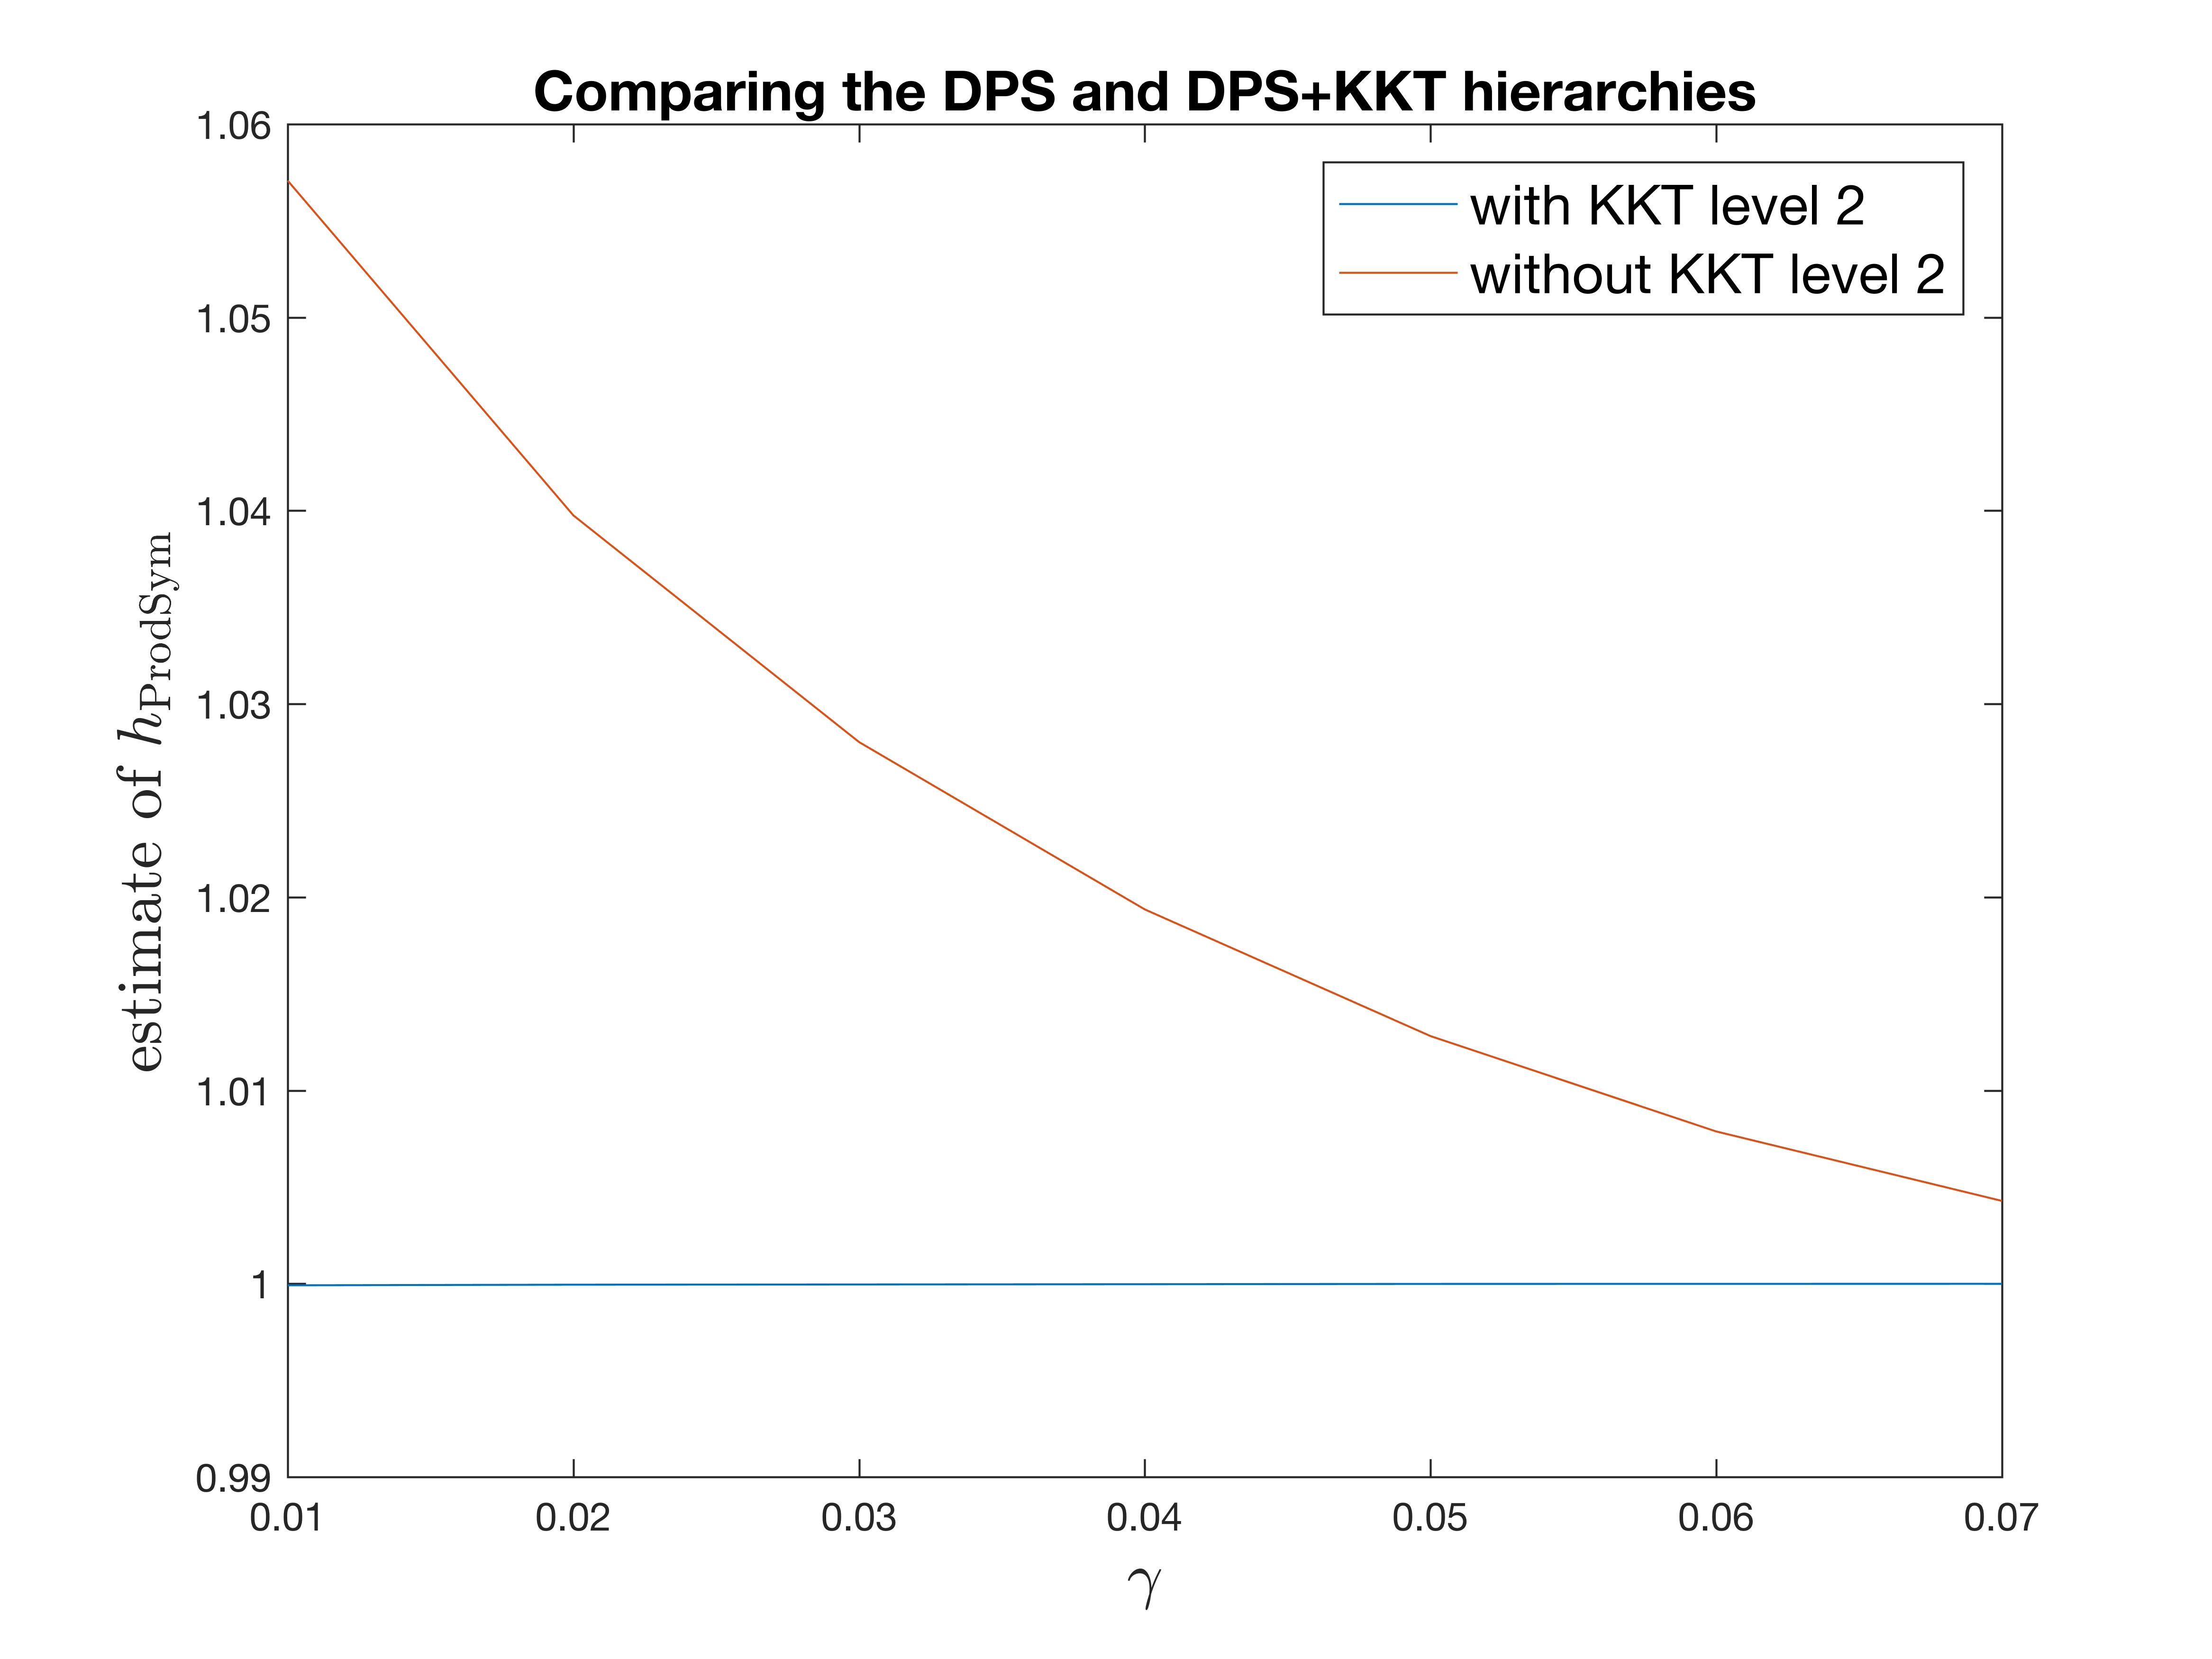 Comparing the DPS and DPS+KKT hierarchies
1.06
1.05
1.04
1.03
1.02
1.01
1
0.99
estimate of hProdSym
with KKT level 2
without KKT level 2
0.01 0.02 0.03 0.04 0.05 0.06 0.07
γ